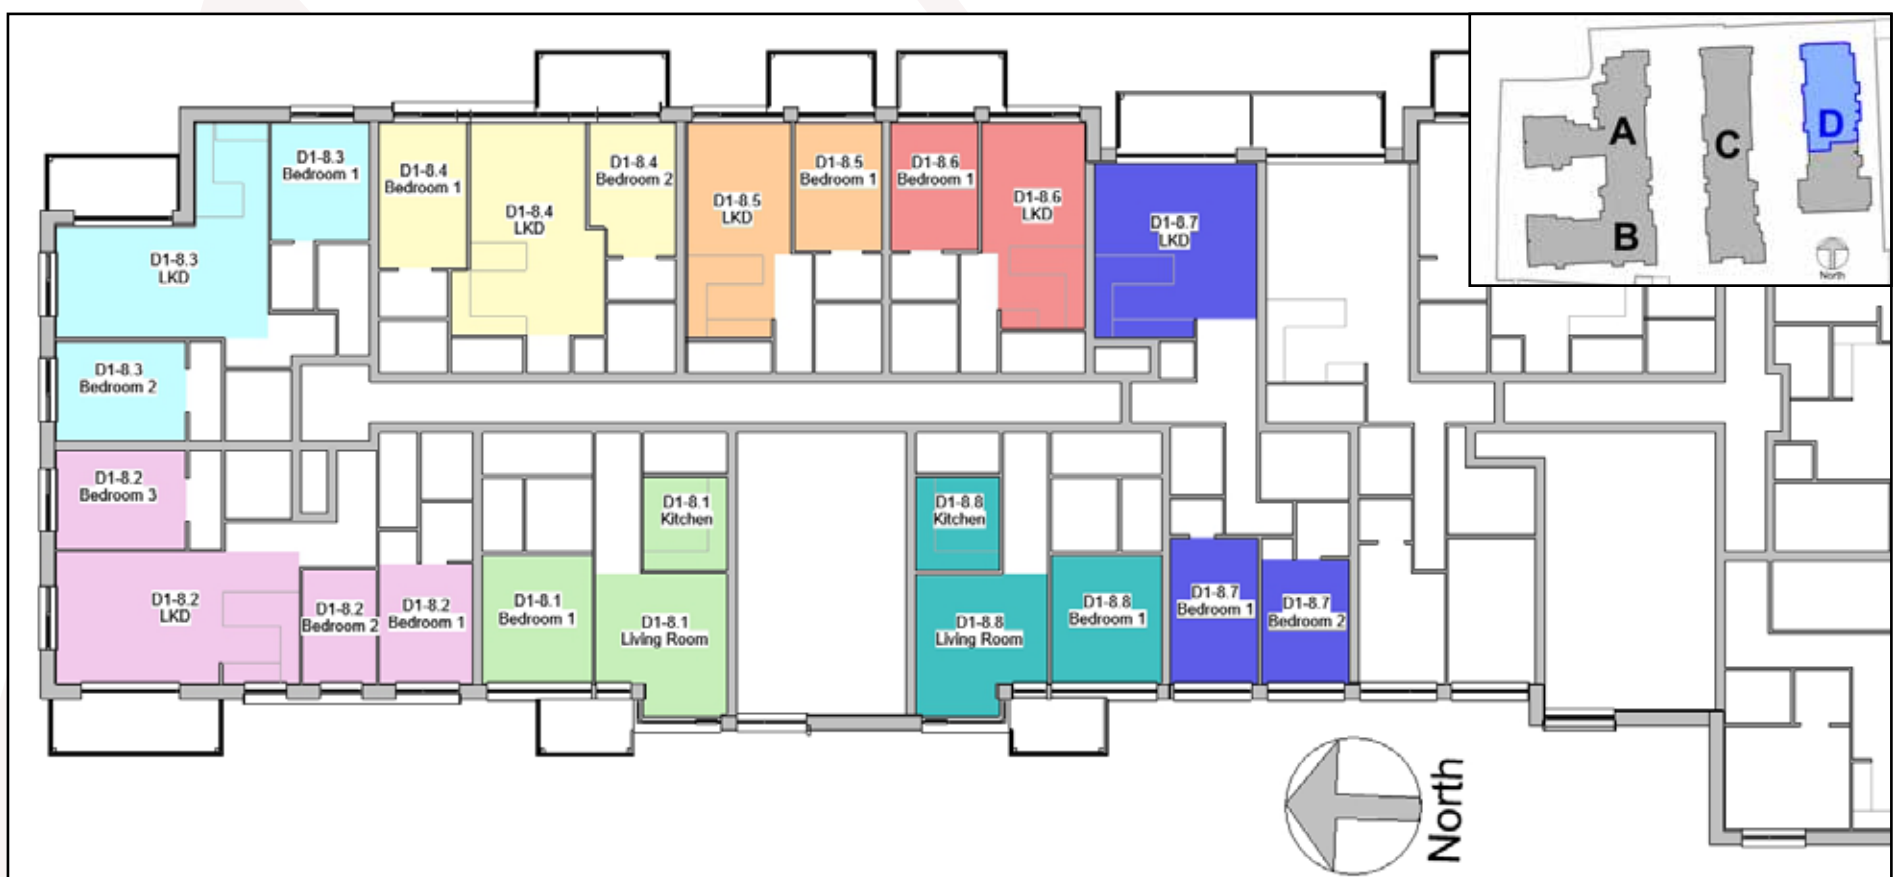 D1-8.3
Bedroom 1
D1-8.4
Bedroom 1
D1-8.4
Bedroom 2
D1-8.5
Bedroom 1
D1-8.6
Bedroom 1
D1-8.4
LKD
D1-8.5
LKD
D1-8.6
LKD
D1-8.7
LKD
D1-8.3
LKD
D1-8.3
Bedroom 2
D1-8.2
Bedroom 3
D1-8.1
Kitchen
D1-8.8
Kitchen
D1-8.2
LKD
D1-8.2
Bedroom 2
D1-8.2
Bedroom 1
D1-8.1
Bedroom 1
D1-8.1
Living Room
D1-8.8
Living Room
D1-8.8
Bedroom 1
D1-8.7
Bedroom 1
D1-8.7
Bedroom 2
A
B
C
D
North
North